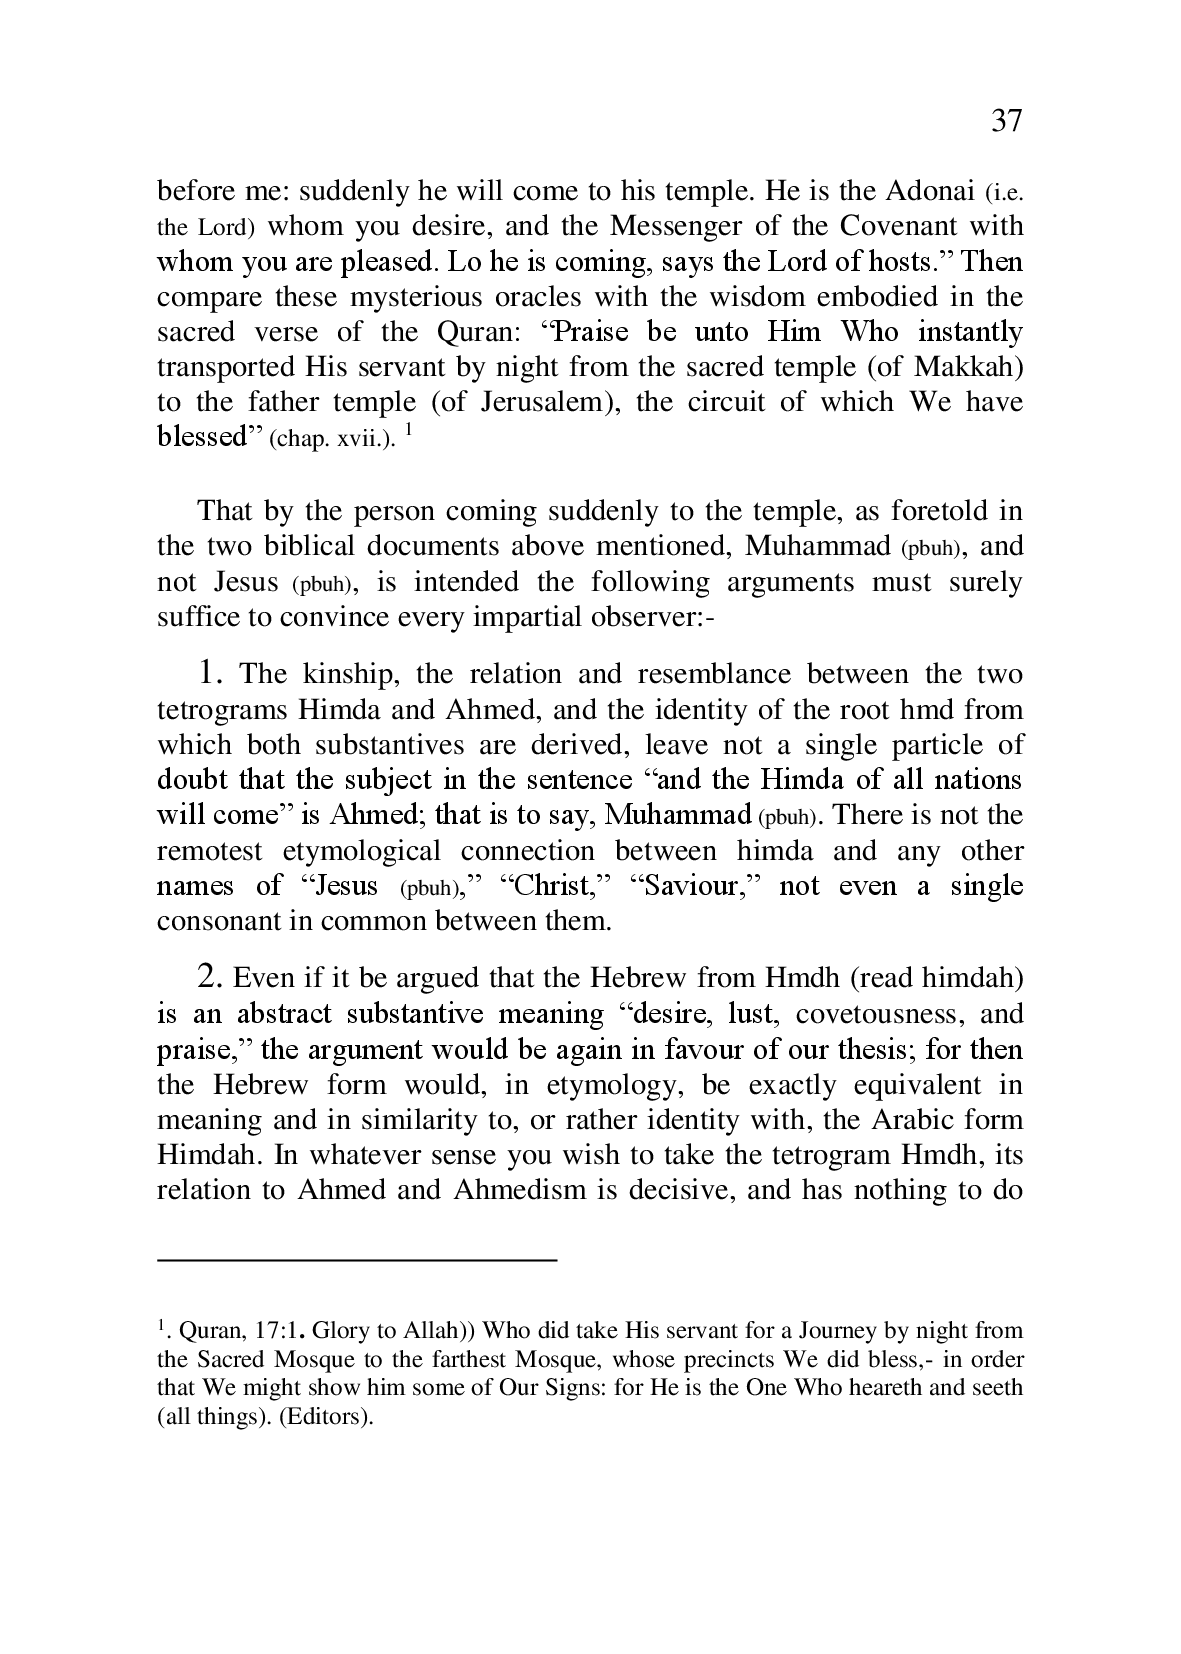 37
before me: suddenly he will come to his temple. He is the Adonai (i.e.
the Lord) whom you desire, and the Messenger of the Covenant with
whom you are pleased. Lo he is coming, says the Lord of hosts.” Then
compare these mysterious oracles with the wisdom embodied in the
sacred verse of the Quran: “Praise be unto Him Who instantly
transported His servant by night from the sacred temple (of Makkah)
to the father temple (of Jerusalem), the circuit of which We have
blessed” (chap. xvii.). 1
That by the person coming suddenly to the temple, as foretold in
the two biblical documents above mentioned, Muhammad (pbuh), and
not Jesus (pbuh), is intended the following arguments must surely
suffice to convince every impartial observer:-
1. The kinship, the relation and resemblance between the two
tetrograms Himda and Ahmed, and the identity of the root hmd from
which both substantives are derived, leave not a single particle of
doubt that the subject in the sentence “and the Himda of all nations
will come” is Ahmed; that is to say, Muhammad (pbuh). There is not the
remotest etymological connection between himda and any other
names of “Jesus (pbuh),” “Christ,” “Saviour,” not even a single
consonant in common between them.
2. Even if it be argued that the Hebrew from Hmdh (read himdah)
is an abstract substantive meaning “desire, lust, covetousness, and
praise,” the argument would be again in favour of our thesis; for then
the Hebrew form would, in etymology, be exactly equivalent in
meaning and in similarity to, or rather identity with, the Arabic form
Himdah. In whatever sense you wish to take the tetrogram Hmdh, its
relation to Ahmed and Ahmedism is decisive, and has nothing to do
1. Quran, 17:1. Glory to Allah)) Who did take His servant for a Journey by night from
the Sacred Mosque to the farthest Mosque, whose precincts We did bless,- in order
that We might show him some of Our Signs: for He is the One Who heareth and seeth
(all things). (Editors).